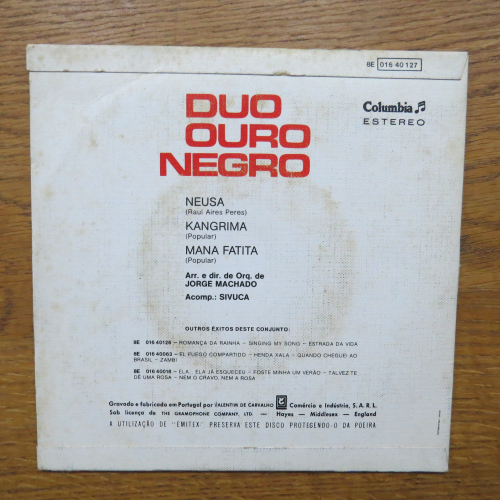 8E 016 40 127
Columbia
ESTEREO
DUO
OURO
NEGRO
NEUSA
(Raul Aires Peres)
KANGRIMA
(Popular)
MANA FATITA
(Popular)
Arr. e dir. de Orq. de
JORGE MACHADO
Acomp.: SIVUCA
OUTROS ÊXITOS DESTE CONJUNTO:
8E 016 40128 – ROMANÇA DA RAINHA – SINGING MY SONG – ESTRADA DA VIDA
8E 016 40063 – EL FUEGO COMPARTIDO – HENDA XALA – QUANDO CHEGUEI AO
BRASIL – ZAMBI
8E 016 40018 – ELA.. ELA JÁ ESQUECEU – FOSTE MINHA UM VERÃO – TALVEZ TE
DÊ UMA ROSA – NEM O CRAVO, NEM A ROSA
Gravado e fabricado em Portugal por VALENTIM DE CARVALHO Comércio e Indústria, S. A. R. L.
Sob licença de THE GRAMOPHONE COMPANY, LTD. — Hayes — Middlesex — England
A UTILIZAÇÃO DE "EMITEX" PRESERVA ESTE DISCO PROTEGENDO-O DA POEIRA